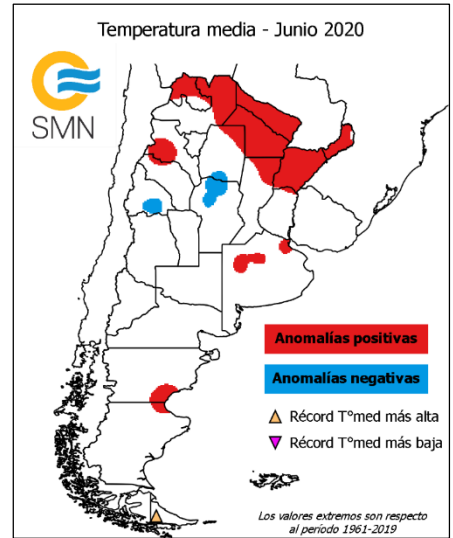 Temperatura media - Junio 2020
SMN
Anomalías positivas
Anomalías negativas
Récord T°med más alta
Récord T°med más baja
Los valores extremos son respecto
al período 1961-2019